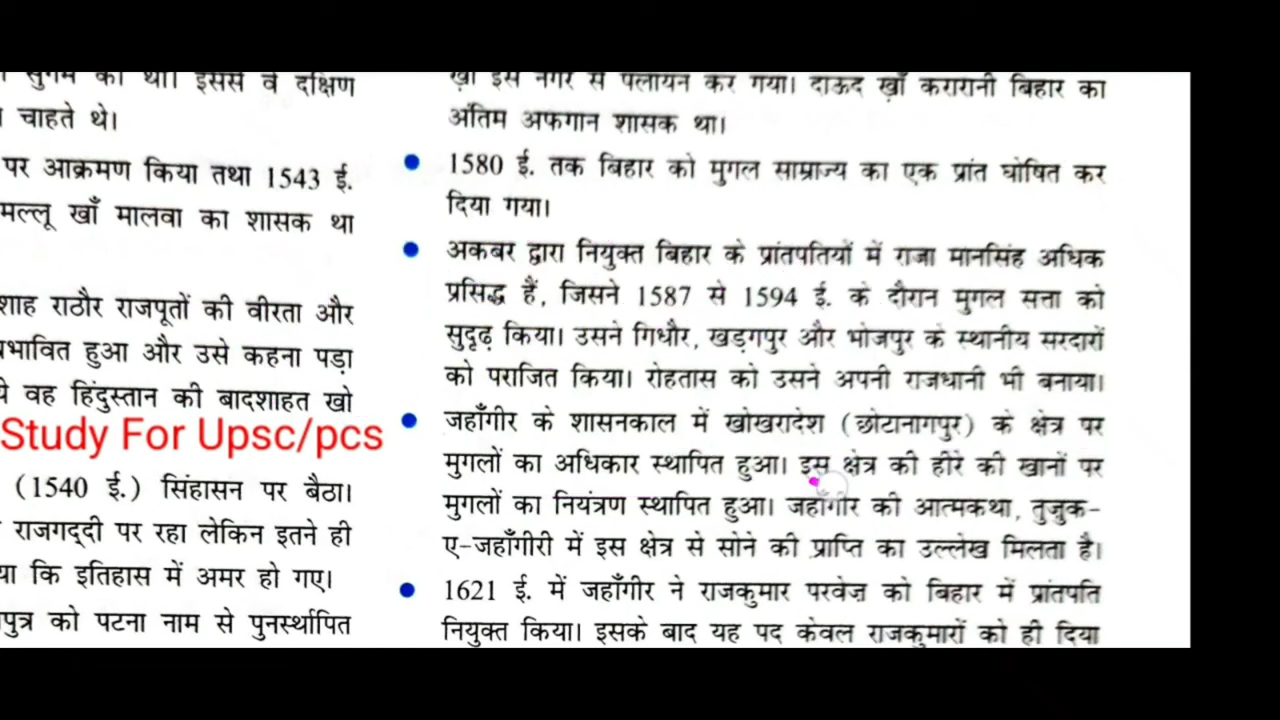 सुगम की थी। इससे वे दक्षिण
चाहते थे।
पर आक्रमण किया तथा 1543 ई.
मल्लू खाँ मालवा का शासक था
शाह राठौर राजपूतों की वीरता और
प्रभावित हुआ और उसे कहना पड़ा
वह हिंदुस्तान की बादशाहत खो
Study For Upsc/pcs
(1540 ई.) सिंहासन पर बैठा।
राजगद्दी पर रहा लेकिन इतने ही
कि इतिहास में अमर हो गए।
को पटना नाम से पुनर्स्थापित
ख़ाँ इस नगर से पलायन कर गया। दाऊद ख़ाँ करारानी बिहार का
अंतिम अफगान शासक था।
• 1580 ई. तक बिहार को मुगल साम्राज्य का एक प्रांत घोषित कर
दिया गया।
• अकबर द्वारा नियुक्त बिहार के प्रांतपतियों में राजा मानसिंह अधिक
प्रसिद्ध हैं, जिसने 1587 से 1594 ई. के दौरान मुगल सत्ता को
सुदृढ़ किया। उसने गिधौर, खड़गपुर और भोजपुर के स्थानीय सरदारों
को पराजित किया। रोहतास को उसने अपनी राजधानी भी बनाया।
• जहाँगीर के शासनकाल में खोखरादेश (छोटानागपुर) के क्षेत्र पर
मुगलों का अधिकार स्थापित हुआ। इस क्षेत्र की हीरे की खानों पर
मुगलों का नियंत्रण स्थापित हुआ। जहाँगीर की आत्मकथा, तुजुक-
ए-जहाँगीरी में इस क्षेत्र से सोने की प्राप्ति का उल्लेख मिलता है।
• 1621 ई. में जहाँगीर ने राजकुमार परवेज़ को बिहार में प्रांतपति
नियुक्त किया। इसके बाद यह पद केवल राजकुमारों को ही दिया